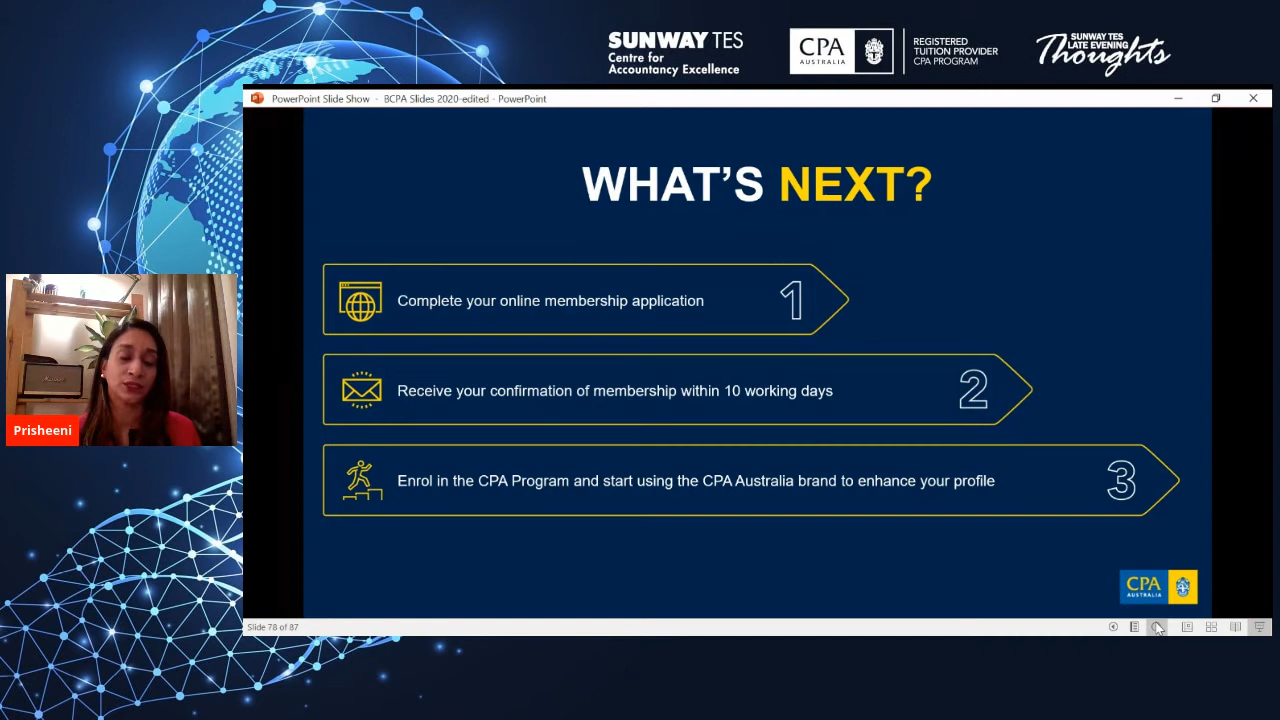 SUNWAY TES
Centre for
Accountancy Excellence
CPA
AUSTRALIA
REGISTERED
TUITION PROVIDER
CPA PROGRAM
SUNWAY TES
LATE EVENING
Thoughts
PowerPoint Slide Show - BCPA Slides 2020-edited - PowerPoint
WHAT'S NEXT?
Complete your online membership application 1
Receive your confirmation of membership within 10 working days 2
Enrol in the CPA Program and start using the CPA Australia brand to enhance your profile 3
Marshall
Prisheeni
CPA
AUSTRALIA
Slide 78 of 87